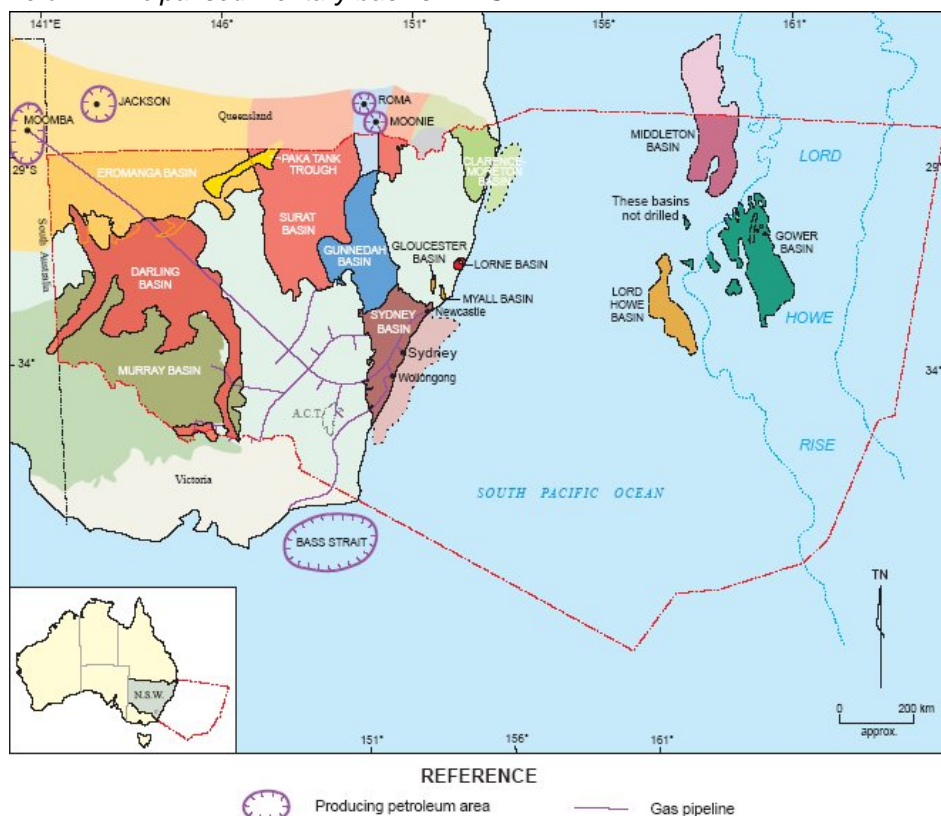 141°E
146°
151°
156°
161°
JACKSON
ROMA
MOOMBA
Queensland
MOONIE
MIDDLETON
BASIN
LORD
29°S
PAKA TANK
TROUGH
EROMANGA BASIN
CLARENCE-
MORETON
BASIN
29°
These basins
not drilled
South Australia
SURAT
BASIN
GUNNEDAH
BASIN
GLOUCESTER
BASIN
GOWER
BASIN
LORNE BASIN
DARLING
BASIN
MYALL BASIN
LORD
HOWE
BASIN
HOWE
SYDNEY
BASIN
Newcastle
Sydney
34°
MURRAY BASIN
Wollongong
34°
A.C.T.
RISE
Victoria
SOUTH PACIFIC OCEAN
BASS STRAIT
TN
N.S.W.
0 200 km
approx.
151°
156°
161°
REFERENCE
Producing petroleum area
Gas pipeline